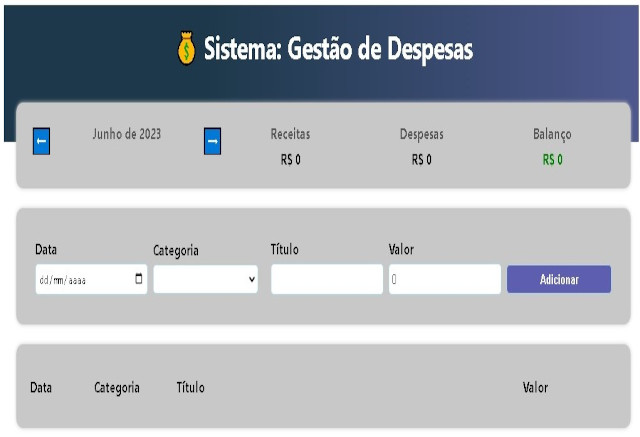 Sistema: Gestão de Despesas
Junho de 2023
Receitas
R$ 0
Despesas
R$ 0
Balanço
R$ 0
Data
dd/mm/aaaa
Categoria
Título
Valor
0
Adicionar
Data Categoria Título Valor